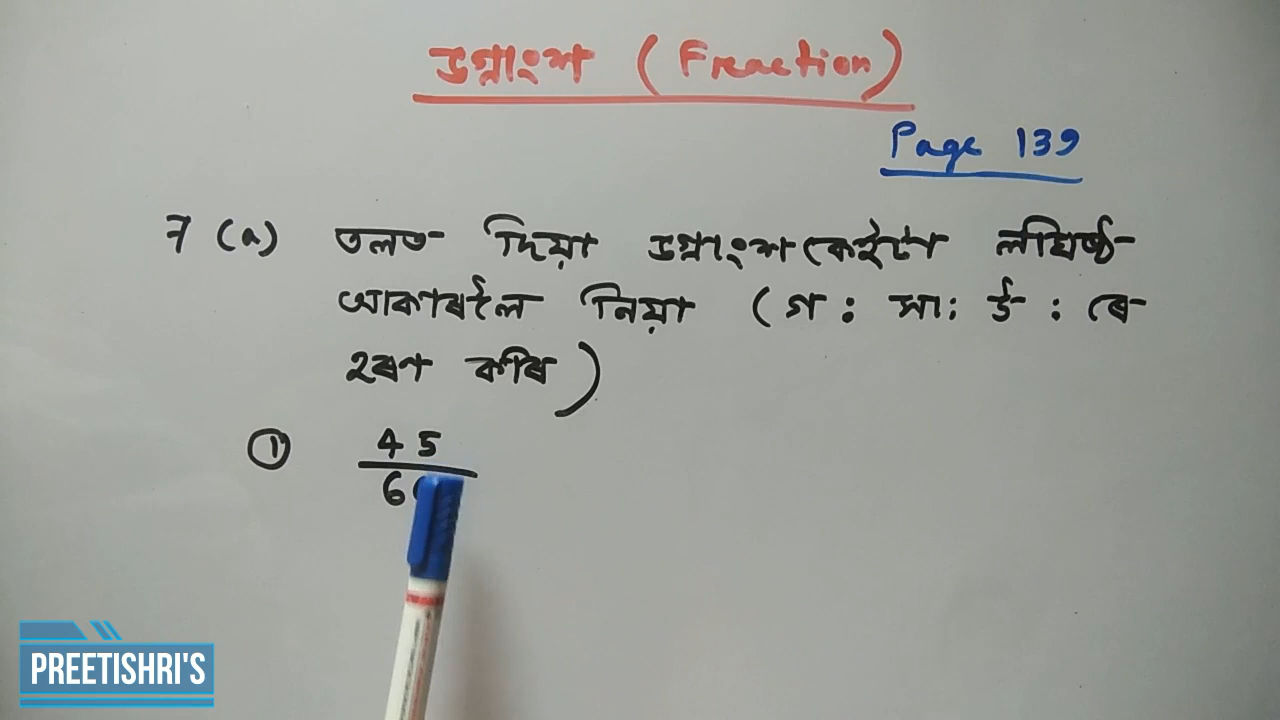 ভগ্নাংশ (Fraction)
Page 139
7 (a) তলত দিয়া ভগ্নাংশকেইটা লঘিষ্ঠ
আকাৰলৈ নিয়া (গ: সা: উ: ৰে
হৰণ কৰি)
① 45
6
PREETISHRI'S